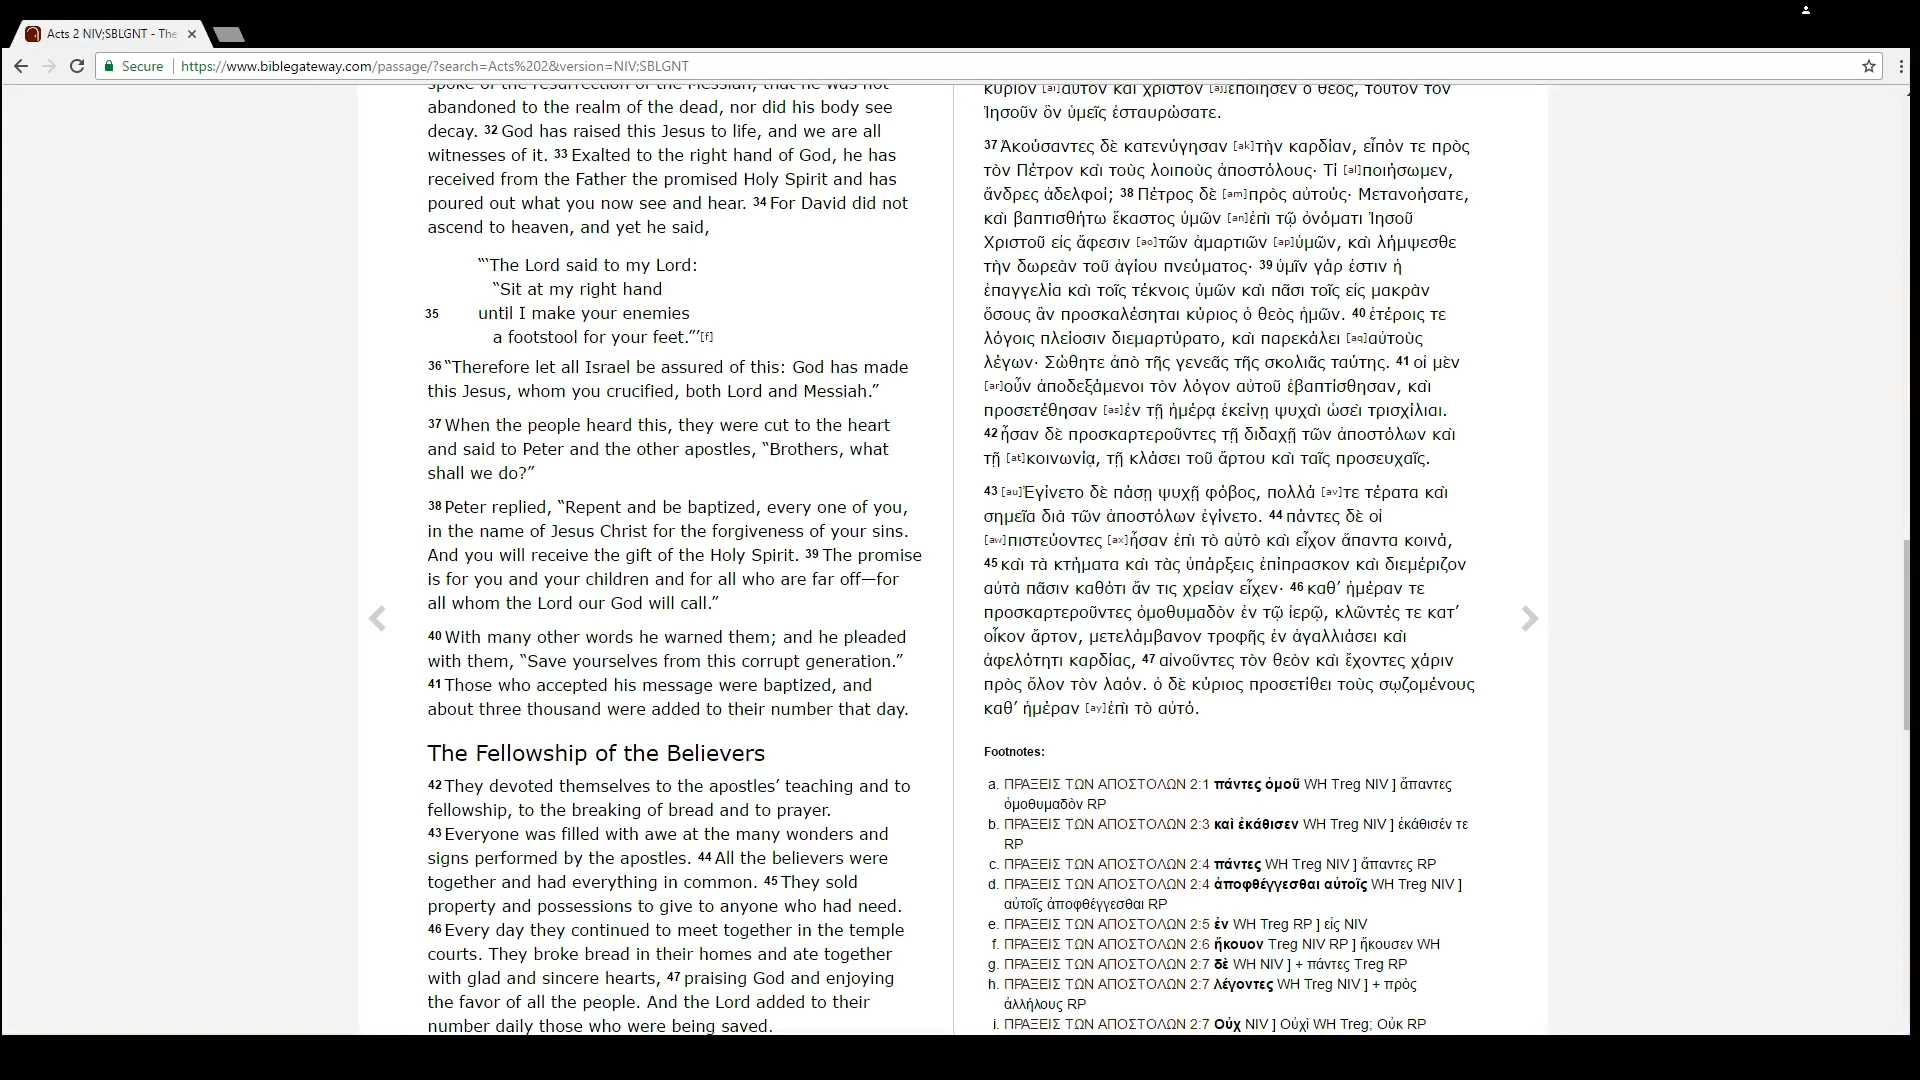 Acts 2 NIV;SBLGNT - The
Secure https://www.biblegateway.com/passage/?search=Acts%202&version=NIV;SBLGNT
spoke of the resurrection of the Messiah, that he was not
abandoned to the realm of the dead, nor did his body see
decay. 32 God has raised this Jesus to life, and we are all
witnesses of it. 33 Exalted to the right hand of God, he has
received from the Father the promised Holy Spirit and has
poured out what you now see and hear. 34 For David did not
ascend to heaven, and yet he said,
“‘The Lord said to my Lord:
“Sit at my right hand
35 until I make your enemies
a footstool for your feet.”’[f]
36 “Therefore let all Israel be assured of this: God has made
this Jesus, whom you crucified, both Lord and Messiah.”
37 When the people heard this, they were cut to the heart
and said to Peter and the other apostles, “Brothers, what
shall we do?”
38 Peter replied, “Repent and be baptized, every one of you,
in the name of Jesus Christ for the forgiveness of your sins.
And you will receive the gift of the Holy Spirit. 39 The promise
is for you and your children and for all who are far off—for
all whom the Lord our God will call.”
40 With many other words he warned them; and he pleaded
with them, “Save yourselves from this corrupt generation.”
41 Those who accepted his message were baptized, and
about three thousand were added to their number that day.
The Fellowship of the Believers
42 They devoted themselves to the apostles’ teaching and to
fellowship, to the breaking of bread and to prayer.
43 Everyone was filled with awe at the many wonders and
signs performed by the apostles. 44 All the believers were
together and had everything in common. 45 They sold
property and possessions to give to anyone who had need.
46 Every day they continued to meet together in the temple
courts. They broke bread in their homes and ate together
with glad and sincere hearts, 47 praising God and enjoying
the favor of all the people. And the Lord added to their
number daily those who were being saved.
κύριον [ai]αὐτὸν καὶ χριστὸν [aj]ἐποίησεν ὁ θεός, τοῦτον τὸν
Ἰησοῦν ὃν ὑμεῖς ἐσταυρώσατε.
37 Ἀκούσαντες δὲ κατενύγησαν [ak]τὴν καρδίαν, εἶπόν τε πρὸς
τὸν Πέτρον καὶ τοὺς λοιποὺς ἀποστόλους· Τί [al]ποιήσωμεν,
ἄνδρες ἀδελφοί; 38 Πέτρος δὲ [am]πρὸς αὐτούς· Μετανοήσατε,
καὶ βαπτισθήτω ἕκαστος ὑμῶν [an]ἐπὶ τῷ ὀνόματι Ἰησοῦ
Χριστοῦ εἰς ἄφεσιν [ao]τῶν ἁμαρτιῶν [ap]ὑμῶν, καὶ λήμψεσθε
τὴν δωρεὰν τοῦ ἁγίου πνεύματος· 39 ὑμῖν γάρ ἐστιν ἡ
ἐπαγγελία καὶ τοῖς τέκνοις ὑμῶν καὶ πᾶσι τοῖς εἰς μακρὰν
ὅσους ἂν προσκαλέσηται κύριος ὁ θεὸς ἡμῶν. 40 ἑτέροις τε
λόγοις πλείοσιν διεμαρτύρατο, καὶ παρεκάλει [aq]αὐτοὺς
λέγων· Σώθητε ἀπὸ τῆς γενεᾶς τῆς σκολιᾶς ταύτης. 41 οἱ μὲν
[ar]οὖν ἀποδεξάμενοι τὸν λόγον αὐτοῦ ἐβαπτίσθησαν, καὶ
προσετέθησαν [as]ἐν τῇ ἡμέρᾳ ἐκείνῃ ψυχαὶ ὡσεὶ τρισχίλιαι.
42 ἦσαν δὲ προσκαρτεροῦντες τῇ διδαχῇ τῶν ἀποστόλων καὶ
τῇ [at]κοινωνίᾳ, τῇ κλάσει τοῦ ἄρτου καὶ ταῖς προσευχαῖς.
43 [au]Ἐγίνετο δὲ πάσῃ ψυχῇ φόβος, πολλά [av]τε τέρατα καὶ
σημεῖα διὰ τῶν ἀποστόλων ἐγίνετο. 44 πάντες δὲ οἱ
[aw]πιστεύοντες [ax]ἦσαν ἐπὶ τὸ αὐτὸ καὶ εἶχον ἅπαντα κοινά,
45 καὶ τὰ κτήματα καὶ τὰς ὑπάρξεις ἐπίπρασκον καὶ διεμέριζον
αὐτὰ πᾶσιν καθότι ἄν τις χρείαν εἶχεν· 46 καθ’ ἡμέραν τε
προσκαρτεροῦντες ὁμοθυμαδὸν ἐν τῷ ἱερῷ, κλῶντές τε κατ’
οἶκον ἄρτον, μετελάμβανον τροφῆς ἐν ἀγαλλιάσει καὶ
ἀφελότητι καρδίας, 47 αἰνοῦντες τὸν θεὸν καὶ ἔχοντες χάριν
πρὸς ὅλον τὸν λαόν. ὁ δὲ κύριος προσετίθει τοὺς σῳζομένους
καθ’ ἡμέραν [ay]ἐπὶ τὸ αὐτό.
Footnotes:
a. ΠΡΑΞΕΙΣ ΤΩΝ ΑΠΟΣΤΟΛΩΝ 2:1 πάντες ὁμοῦ WH Treg NIV ] ἅπαντες
ὁμοθυμαδὸν RP
b. ΠΡΑΞΕΙΣ ΤΩΝ ΑΠΟΣΤΟΛΩΝ 2:3 καὶ ἐκάθισεν WH Treg NIV ] ἐκάθισέν τε
RP
c. ΠΡΑΞΕΙΣ ΤΩΝ ΑΠΟΣΤΟΛΩΝ 2:4 πάντες WH Treg NIV ] ἅπαντες RP
d. ΠΡΑΞΕΙΣ ΤΩΝ ΑΠΟΣΤΟΛΩΝ 2:4 ἀποφθέγγεσθαι αὐτοῖς WH Treg NIV ]
αὐτοῖς ἀποφθέγγεσθαι RP
e. ΠΡΑΞΕΙΣ ΤΩΝ ΑΠΟΣΤΟΛΩΝ 2:5 ἐν WH Treg RP ] εἰς NIV
f. ΠΡΑΞΕΙΣ ΤΩΝ ΑΠΟΣΤΟΛΩΝ 2:6 ἤκουον Treg NIV RP ] ἤκουσεν WH
g. ΠΡΑΞΕΙΣ ΤΩΝ ΑΠΟΣΤΟΛΩΝ 2:7 δὲ WH NIV ] + πάντες Treg RP
h. ΠΡΑΞΕΙΣ ΤΩΝ ΑΠΟΣΤΟΛΩΝ 2:7 λέγοντες WH Treg NIV ] + πρὸς
ἀλλήλους RP
i. ΠΡΑΞΕΙΣ ΤΩΝ ΑΠΟΣΤΟΛΩΝ 2:7 Οὐχ NIV ] Οὐχὶ WH Treg; Οὐκ RP